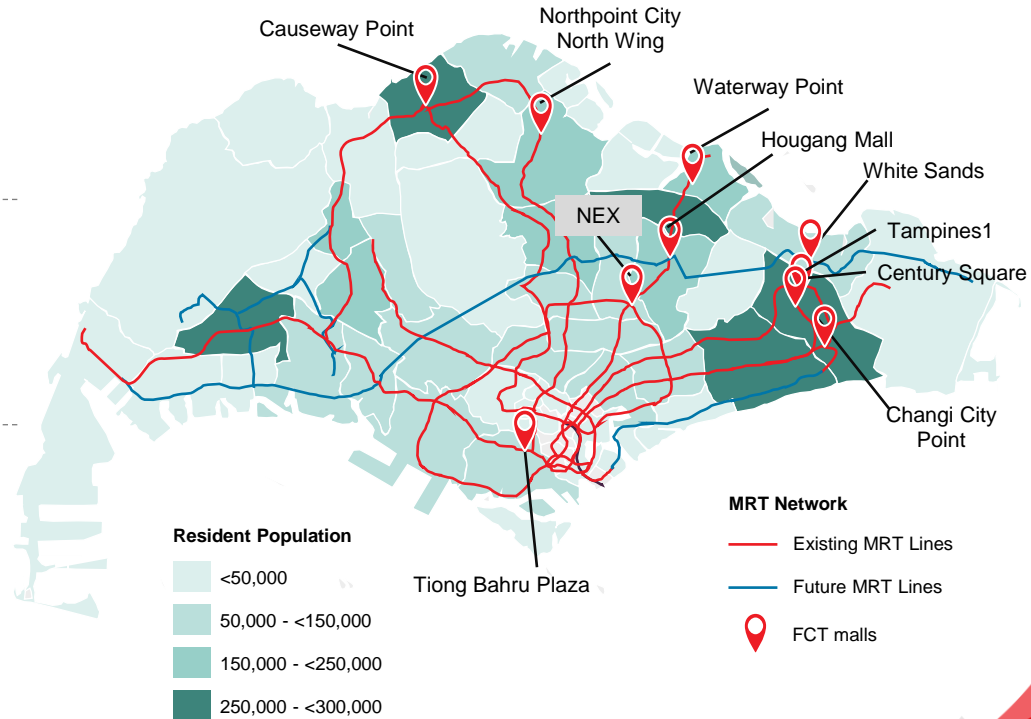 Causeway Point
Northpoint City
North Wing
Waterway Point
Hougang Mall
White Sands
NEX
Tampines1
Century Square
Changi City
Point
Tiong Bahru Plaza
Resident Population
<50,000
50,000 - <150,000
150,000 - <250,000
250,000 - <300,000
MRT Network
Existing MRT Lines
Future MRT Lines
FCT malls